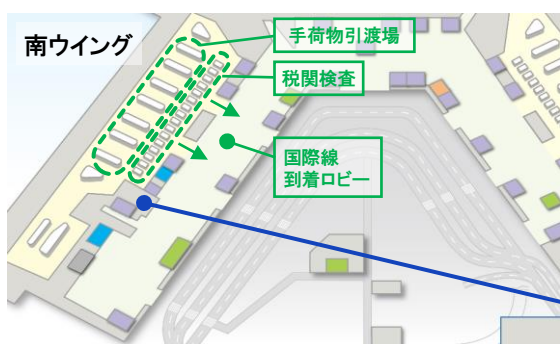 南ウイング
手荷物引渡場
税関検査
国際線
到着ロビー